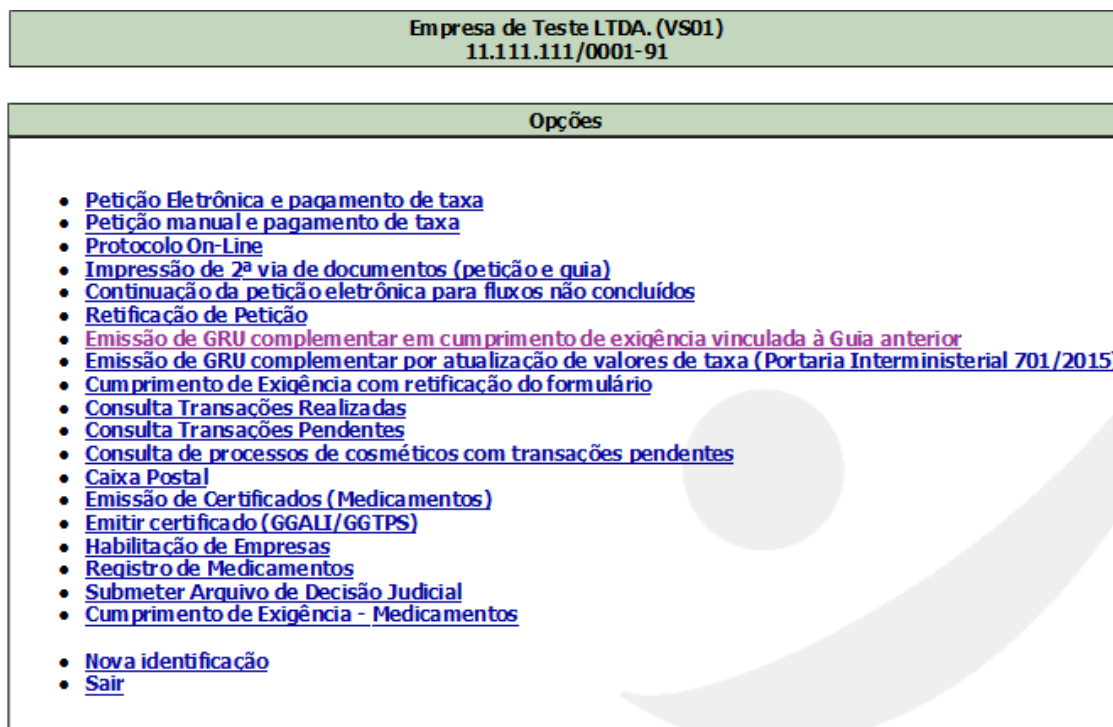 Empresa de Teste LTDA. (VS01)
11.111.111/0001-91
Opções
Petição Eletrônica e pagamento de taxa
Petição manual e pagamento de taxa
Protocolo On-Line
Impressão de 2ª via de documentos (petição e guia)
Continuação da petição eletrônica para fluxos não concluídos
Retificação de Petição
Emissão de GRU complementar em cumprimento de exigência vinculada à Guia anterior
Emissão de GRU complementar por atualização de valores de taxa (Portaria Interministerial 701/2015)
Cumprimento de Exigência com retificação do formulário
Consulta Transações Realizadas
Consulta Transações Pendentes
Consulta de processos de cosméticos com transações pendentes
Caixa Postal
Emissão de Certificados (Medicamentos)
Emitir certificado (GGALI/GGTPS)
Habilitação de Empresas
Registro de Medicamentos
Submeter Arquivo de Decisão Judicial
Cumprimento de Exigência - Medicamentos
Nova identificação
Sair